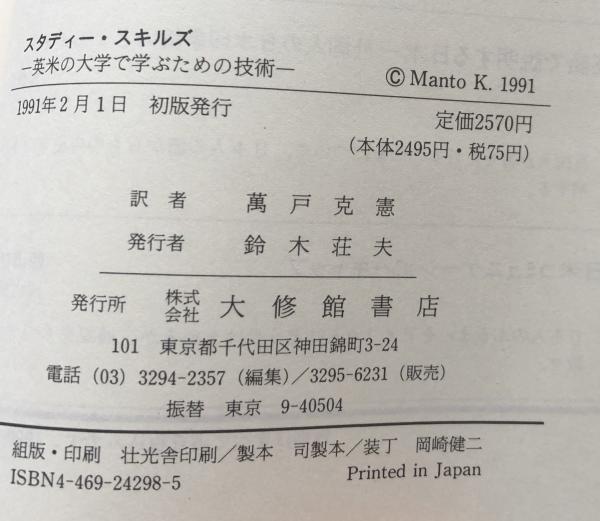 スタディー・スキルズ
―英米の大学で学ぶための技術―
© Manto K. 1991
1991年2月1日 初版発行
定価2570円
(本体2495円・税75円)
訳者 萬戸克憲
発行者 鈴木荘夫
発行所 株式会社 大修館書店
101 東京都千代田区神田錦町3-24
電話 (03) 3294-2357 (編集)/3295-6231 (販売)
振替 東京 9-40504
組版・印刷 壮光舎印刷/製本 司製本/装丁 岡崎健二
ISBN4-469-24298-5
Printed in Japan